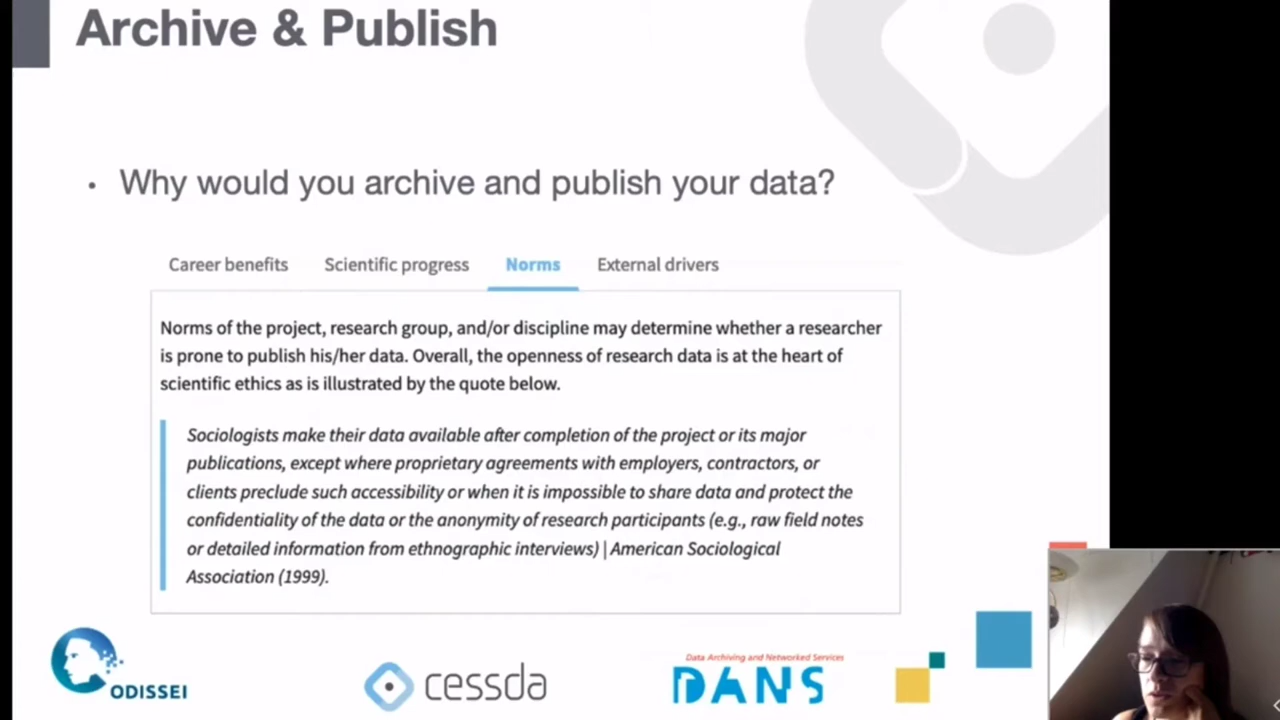 Archive & Publish
• Why would you archive and publish your data?
Career benefits Scientific progress Norms External drivers
Norms of the project, research group, and/or discipline may determine whether a researcher
is prone to publish his/her data. Overall, the openness of research data is at the heart of
scientific ethics as is illustrated by the quote below.
Sociologists make their data available after completion of the project or its major
publications, except where proprietary agreements with employers, contractors, or
clients preclude such accessibility or when it is impossible to share data and protect the
confidentiality of the data or the anonymity of research participants (e.g., raw field notes
or detailed information from ethnographic interviews) | American Sociological
Association (1999).
ODISSEI
cessda
Data Archiving and Networked Services
DANS